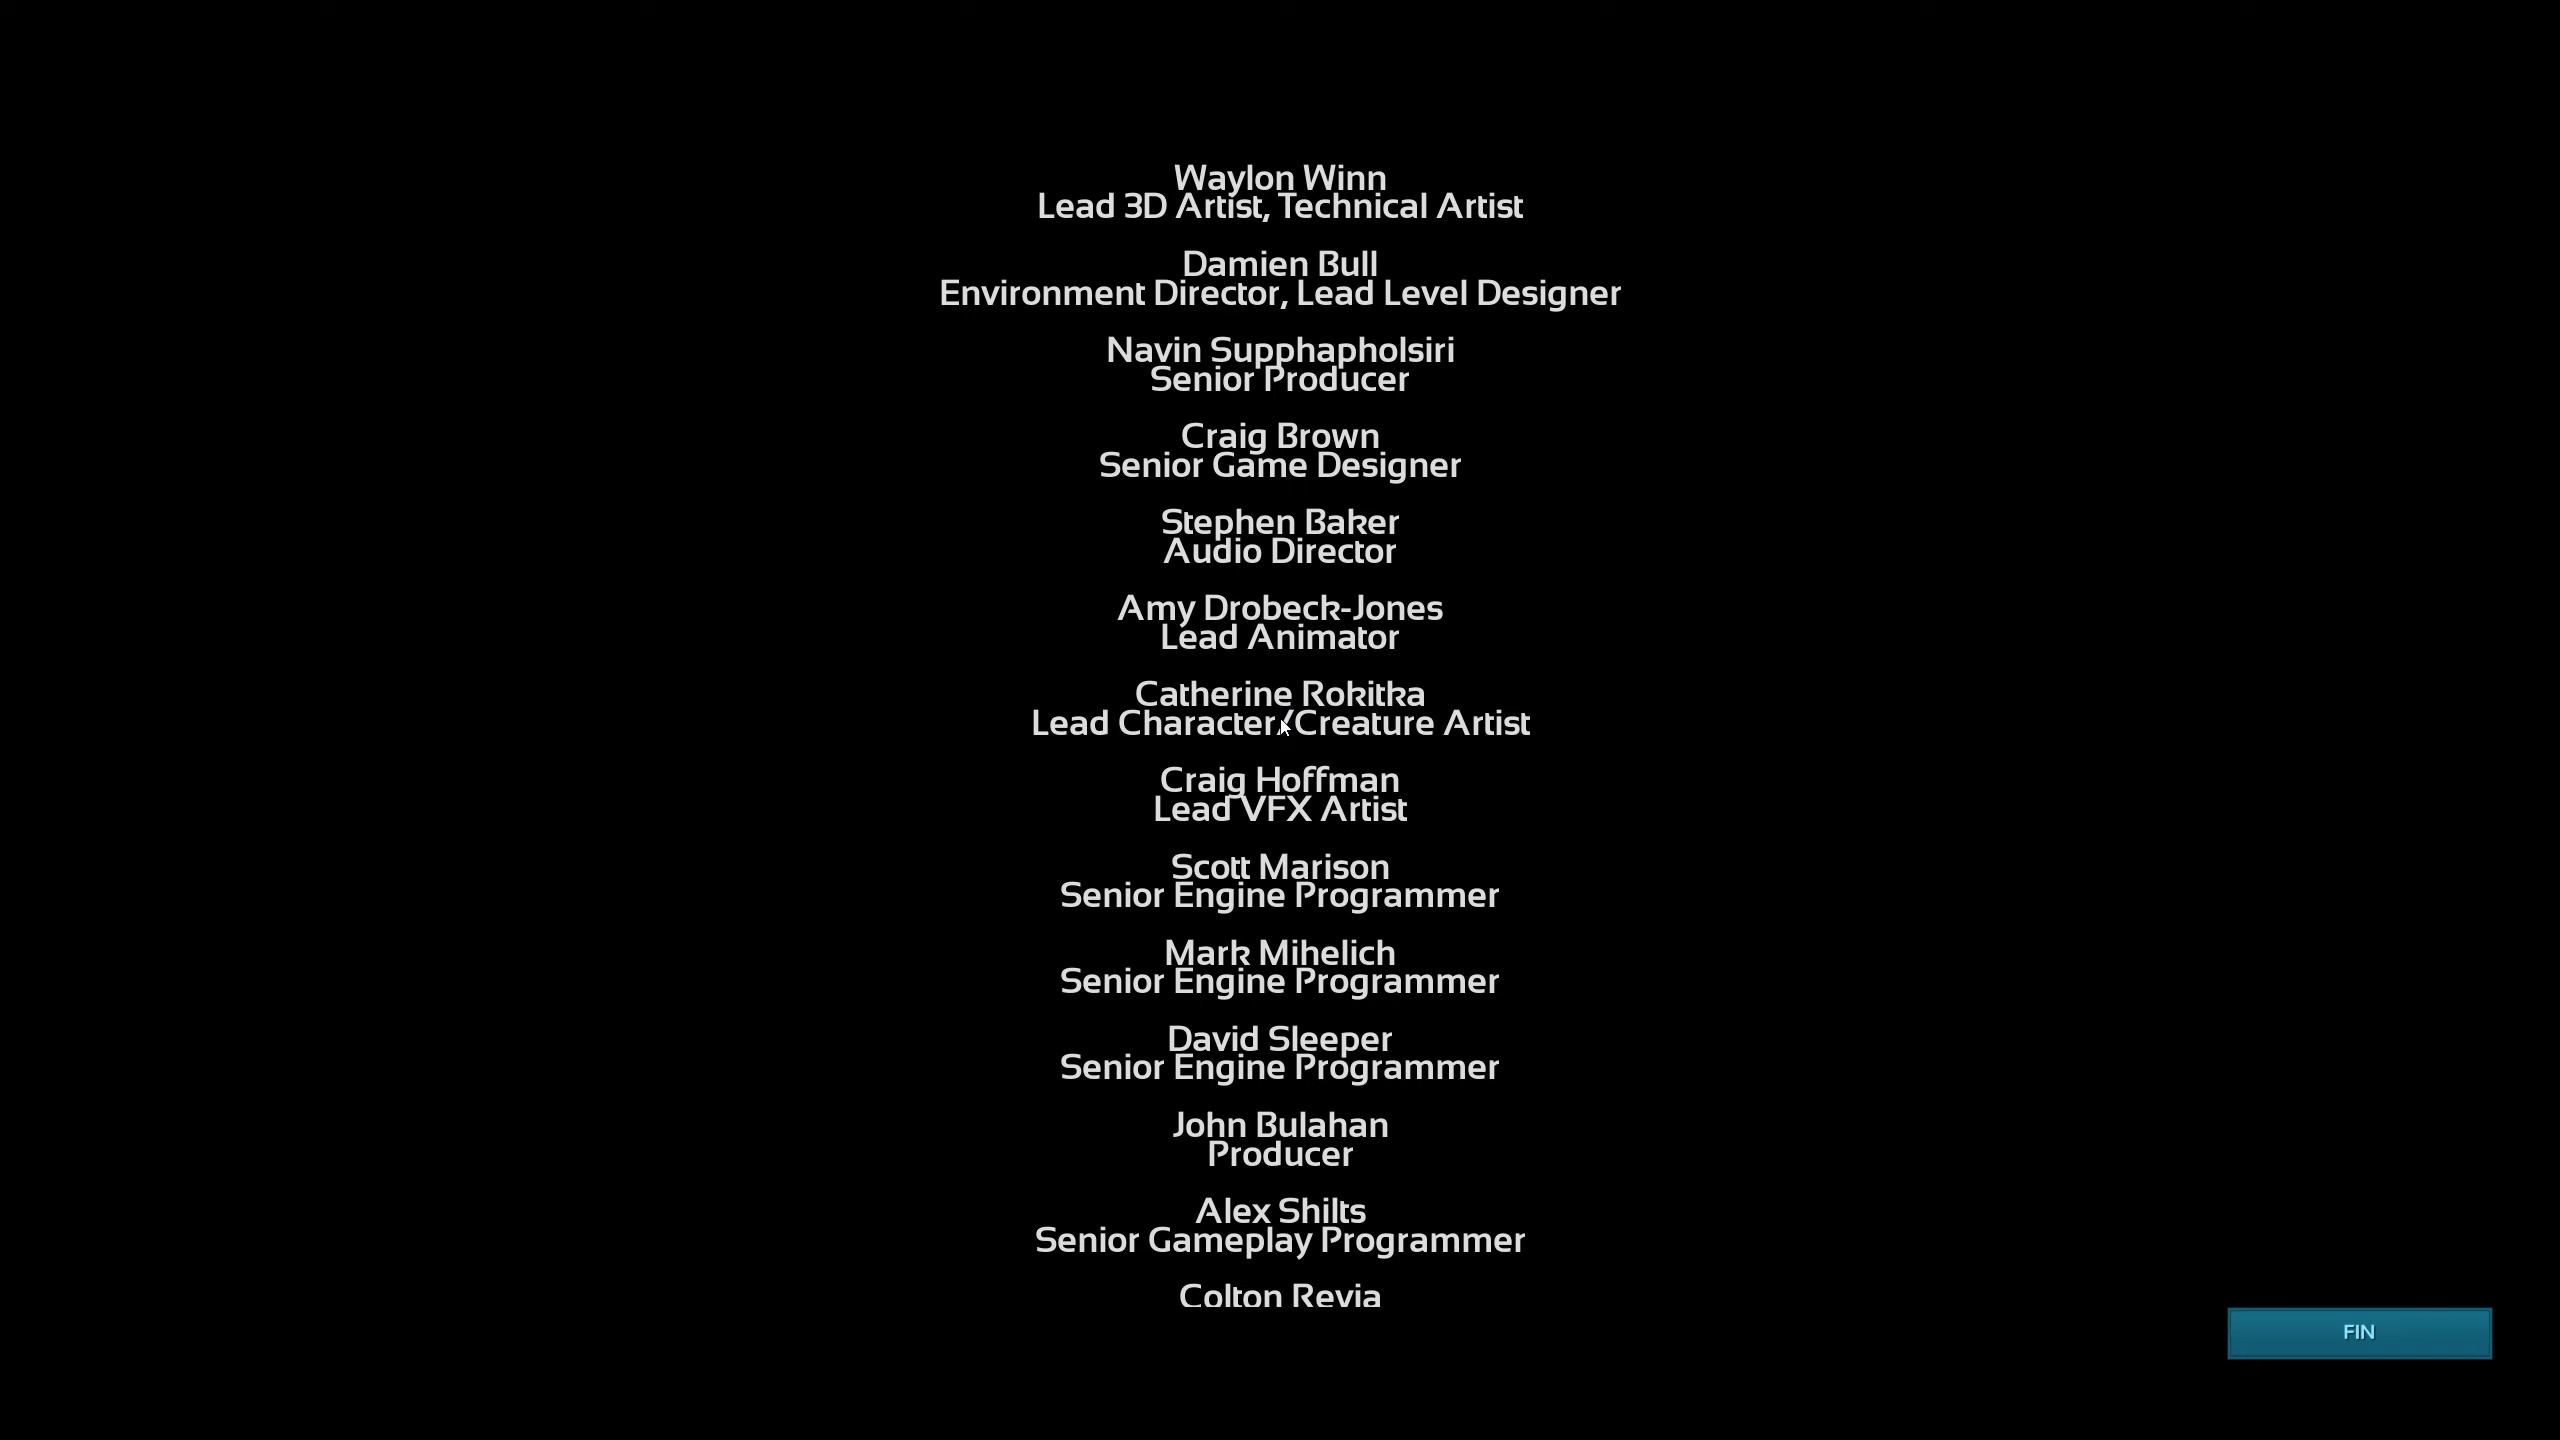 Waylon Winn
Lead 3D Artist, Technical Artist
Damien Bull
Environment Director, Lead Level Designer
Navin Supphapholsiri
Senior Producer
Craig Brown
Senior Game Designer
Stephen Baker
Audio Director
Amy Drobeck-Jones
Lead Animator
Catherine Rokitka
Lead Character/Creature Artist
Craig Hoffman
Lead VFX Artist
Scott Marison
Senior Engine Programmer
Mark Mihelich
Senior Engine Programmer
David Sleeper
Senior Engine Programmer
John Bulahan
Producer
Alex Shilts
Senior Gameplay Programmer
Colton Revia
FIN